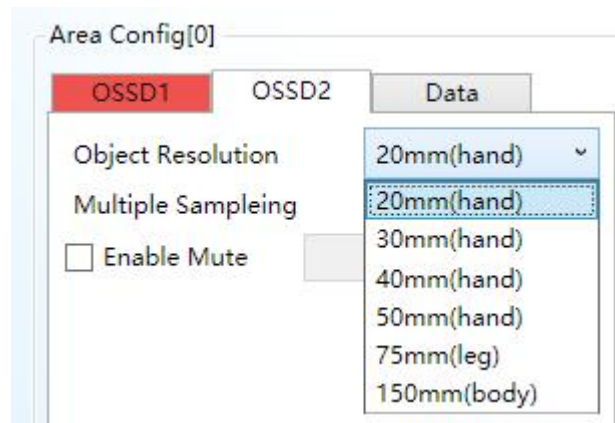 Area Config[0]
OSSD1 OSSD2 Data
Object Resolution 20mm(hand)
Multiple Sampleing 20mm(hand)
Enable Mute 30mm(hand)
40mm(hand)
50mm(hand)
75mm(leg)
150mm(body)